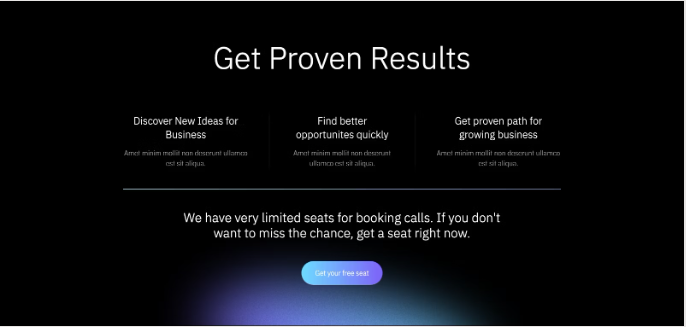 Get Proven Results
Discover New Ideas for
Business
Amet minim mollit non deserunt ullamco
est sit aliqua.
Find better
opportunites quickly
Amet minim mollit non deserunt
ullamco est sit aliqua.
Get proven path for
growing business
Amet minim mollit non deserunt ullamco
est sit aliqua.
We have very limited seats for booking calls. If you don't
want to miss the chance, get a seat right now.
Get your free seat